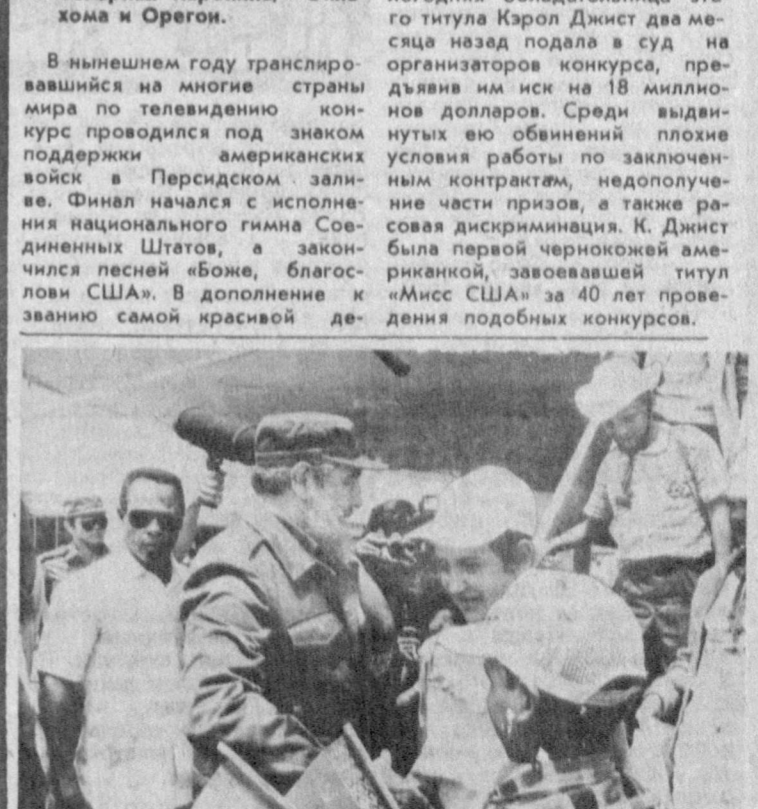 хома и Орегон.
В нынешнем году транслиро-
вавшийся на многие страны
мира по телевидению кон-
курс проводился под знаком
поддержки американских
войск в Персидском зали-
ве. Финал начался с исполне-
ния национального гимна Сое-
диненных Штатов, а закон-
чился песней «Боже, благос-
лови США». В дополнение к
званию самой красивой де-
го титула Кэрол Джист два ме-
сяца назад подала в суд на
организаторов конкурса, пре-
дъявив им иск на 18 миллио-
нов долларов. Среди выдви-
нутых ею обвинений плохие
условия работы по заключен-
ным контрактам, недополуче-
ние части призов, а также ра-
совая дискриминация. К. Джист
была первой чернокожей аме-
риканкой, завоевавшей титул
«Мисс США» за 40 лет прове-
дения подобных конкурсов.